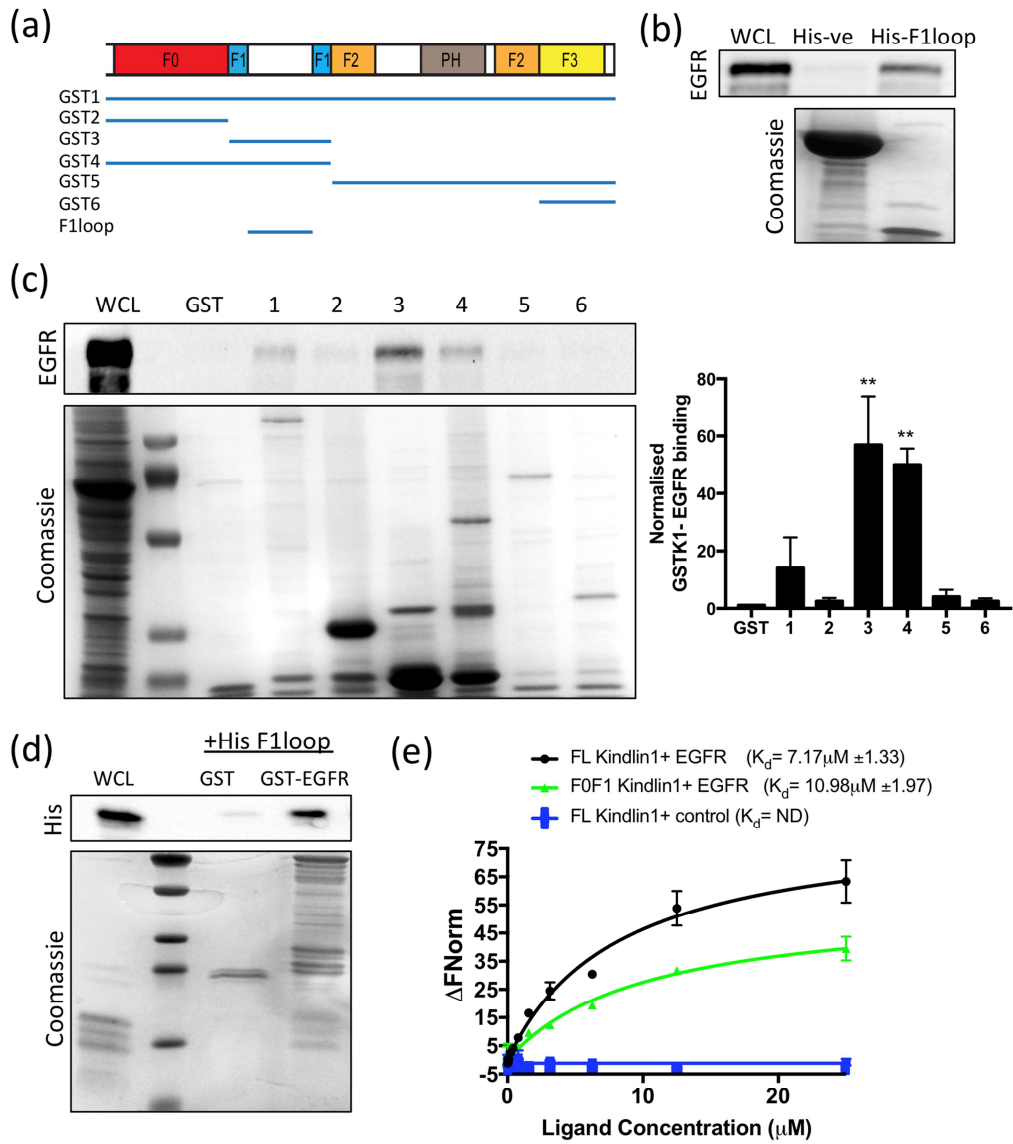 (a)
F0 F1 F1 F2 PH F2 F3
GST1
GST2
GST3
GST4
GST5
GST6
F1loop
(b)
WCL His-ve His-F1loop
EGFR
Coomassie
(c)
WCL GST 1 2 3 4 5 6
EGFR
Coomassie
Normalised
GSTK1- EGFR binding
80
60
40
20
0
** **
GST 1 2 3 4 5 6
(d)
+His F1loop
WCL GST GST-EGFR
His
Coomassie
(e)
FL Kindlin1+ EGFR (Kd= 7.17µM ±1.33)
F0F1 Kindlin1+ EGFR (Kd= 10.98µM ±1.97)
FL Kindlin1+ control (Kd= ND)
ΔFNorm
75
65
55
45
35
25
15
5
-5
0 10 20
Ligand Concentration (µM)